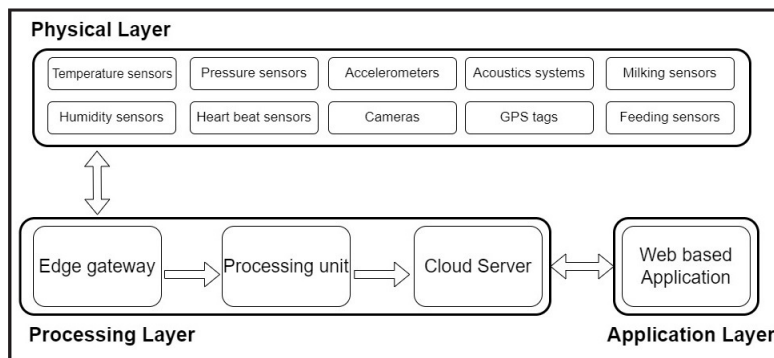 Physical Layer
Temperature sensors
Pressure sensors
Accelerometers
Acoustics systems
Milking sensors
Humidity sensors
Heart beat sensors
Cameras
GPS tags
Feeding sensors
Edge gateway
Processing unit
Cloud Server
Web based
Application
Processing Layer
Application Layer